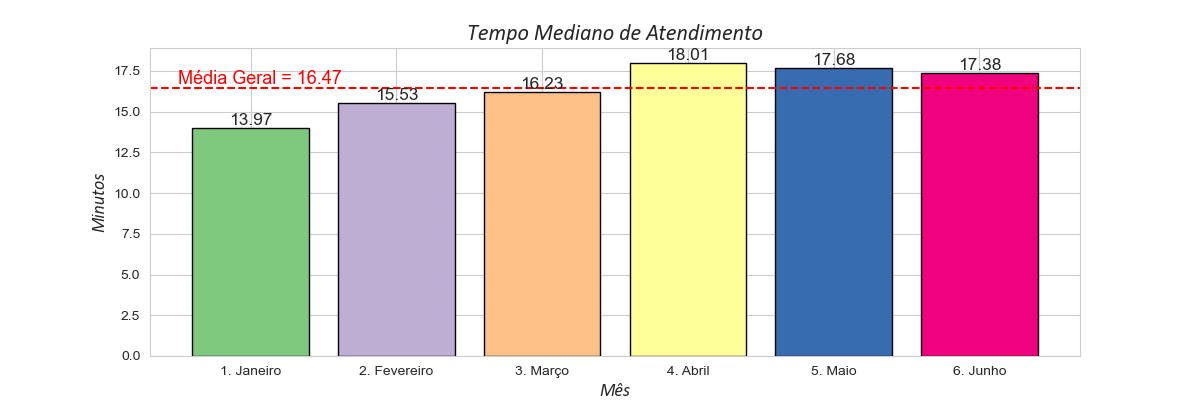 Tempo Mediano de Atendimento
18.01
17.68
17.38
16.23
15.53
13.97
Média Geral = 16.47
17.5
15.0
12.5
10.0
7.5
5.0
2.5
0.0
Minutos
1. Janeiro
2. Fevereiro
3. Março
4. Abril
5. Maio
6. Junho
Mês